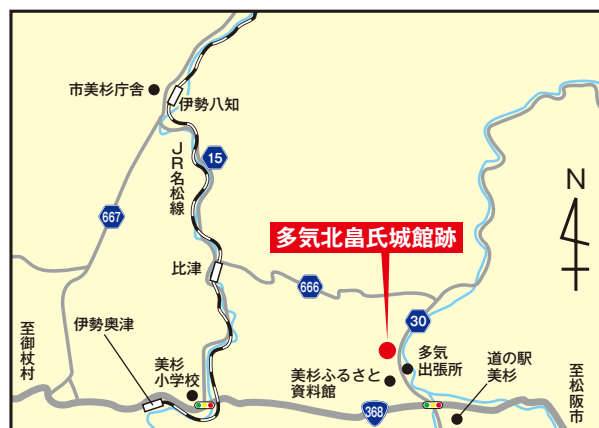 市美杉庁舎
伊勢八知
JR名松線
15
N
667
多気北畠氏城館跡
比津
666
30
至御杖村
伊勢奥津
美杉
小学校
多気
出張所
道の駅
美杉
至松阪市
美杉ふるさと
資料館
368